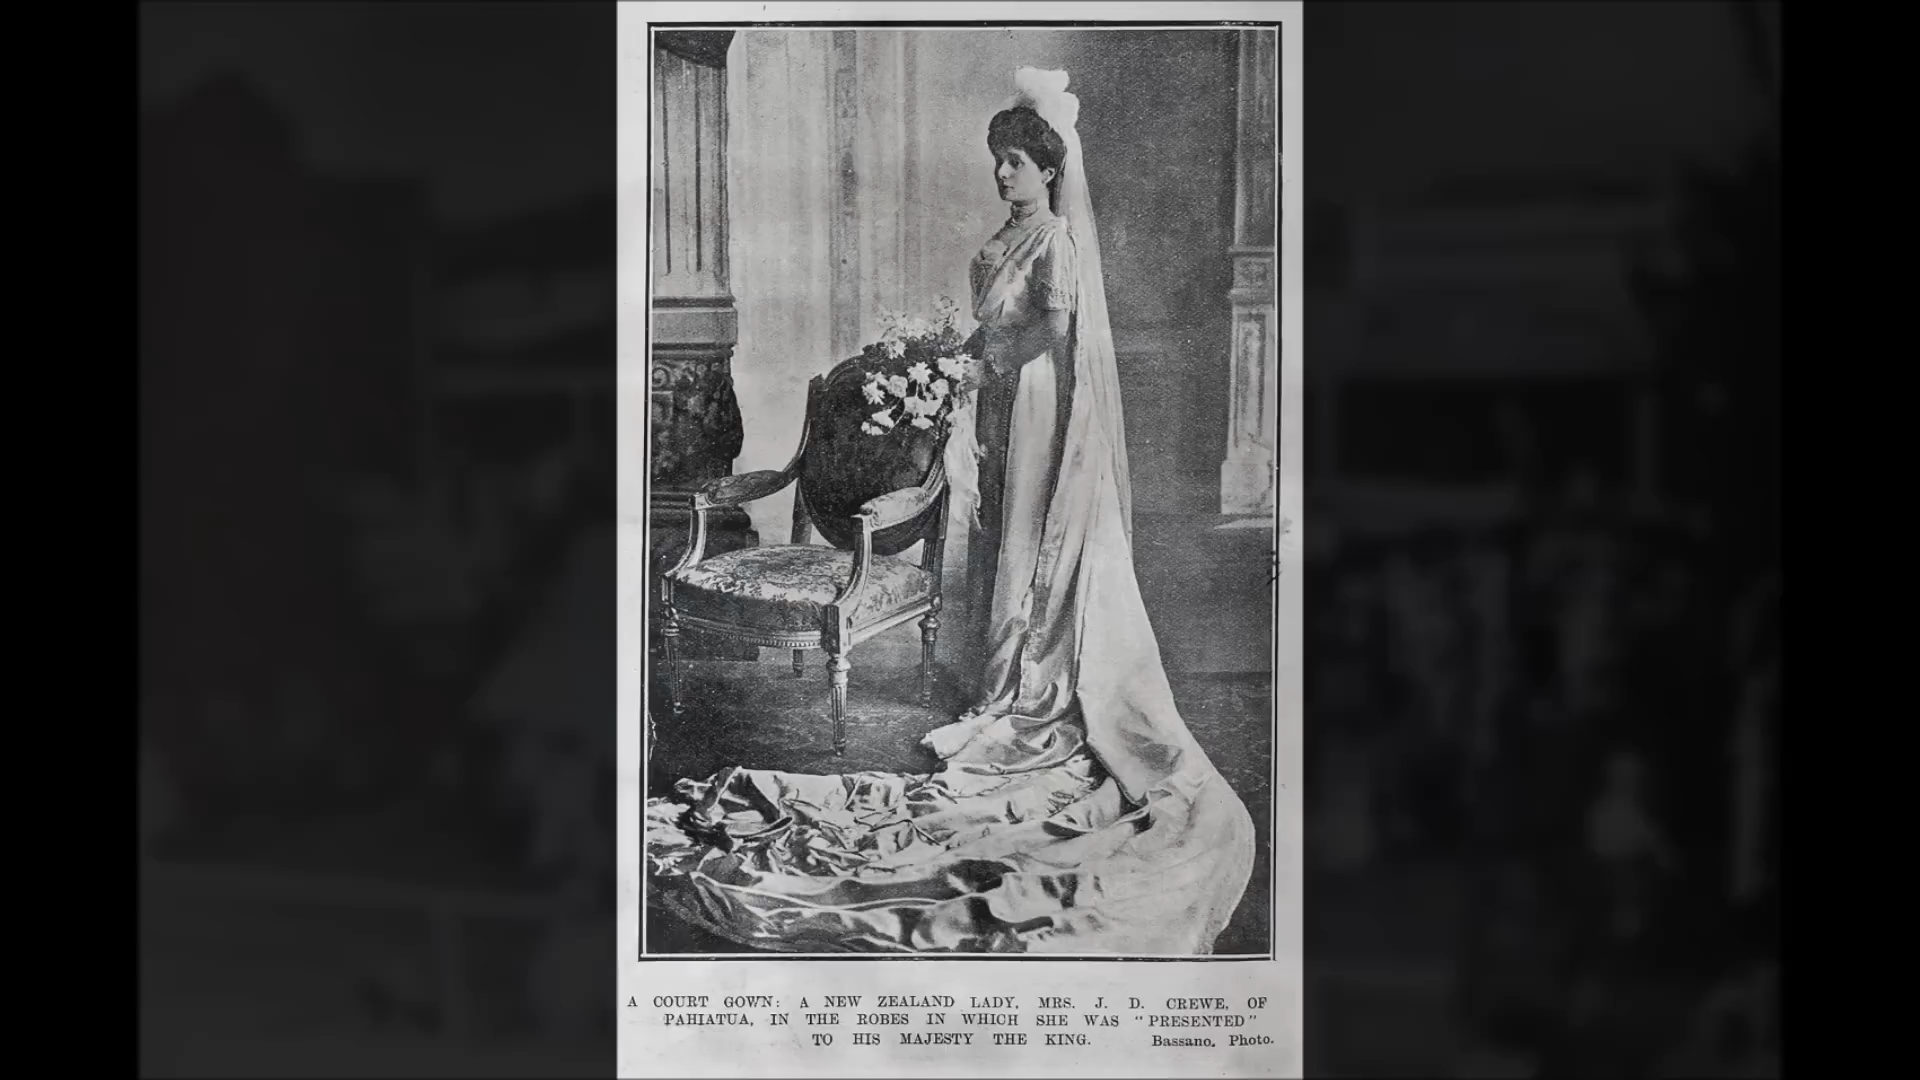 A COURT GOWN: A NEW ZEALAND LADY, MRS. J. D. CREWE, OF
PAHIATUA, IN THE ROBES IN WHICH SHE WAS "PRESENTED"
TO HIS MAJESTY THE KING. Bassano, Photo.